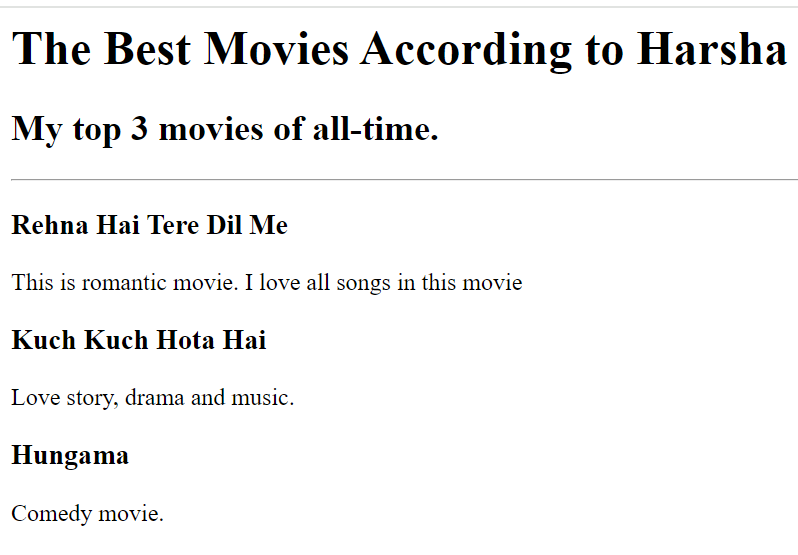 The Best Movies According to Harsha
My top 3 movies of all-time.
Rehna Hai Tere Dil Me
This is romantic movie. I love all songs in this movie
Kuch Kuch Hota Hai
Love story, drama and music.
Hungama
Comedy movie.